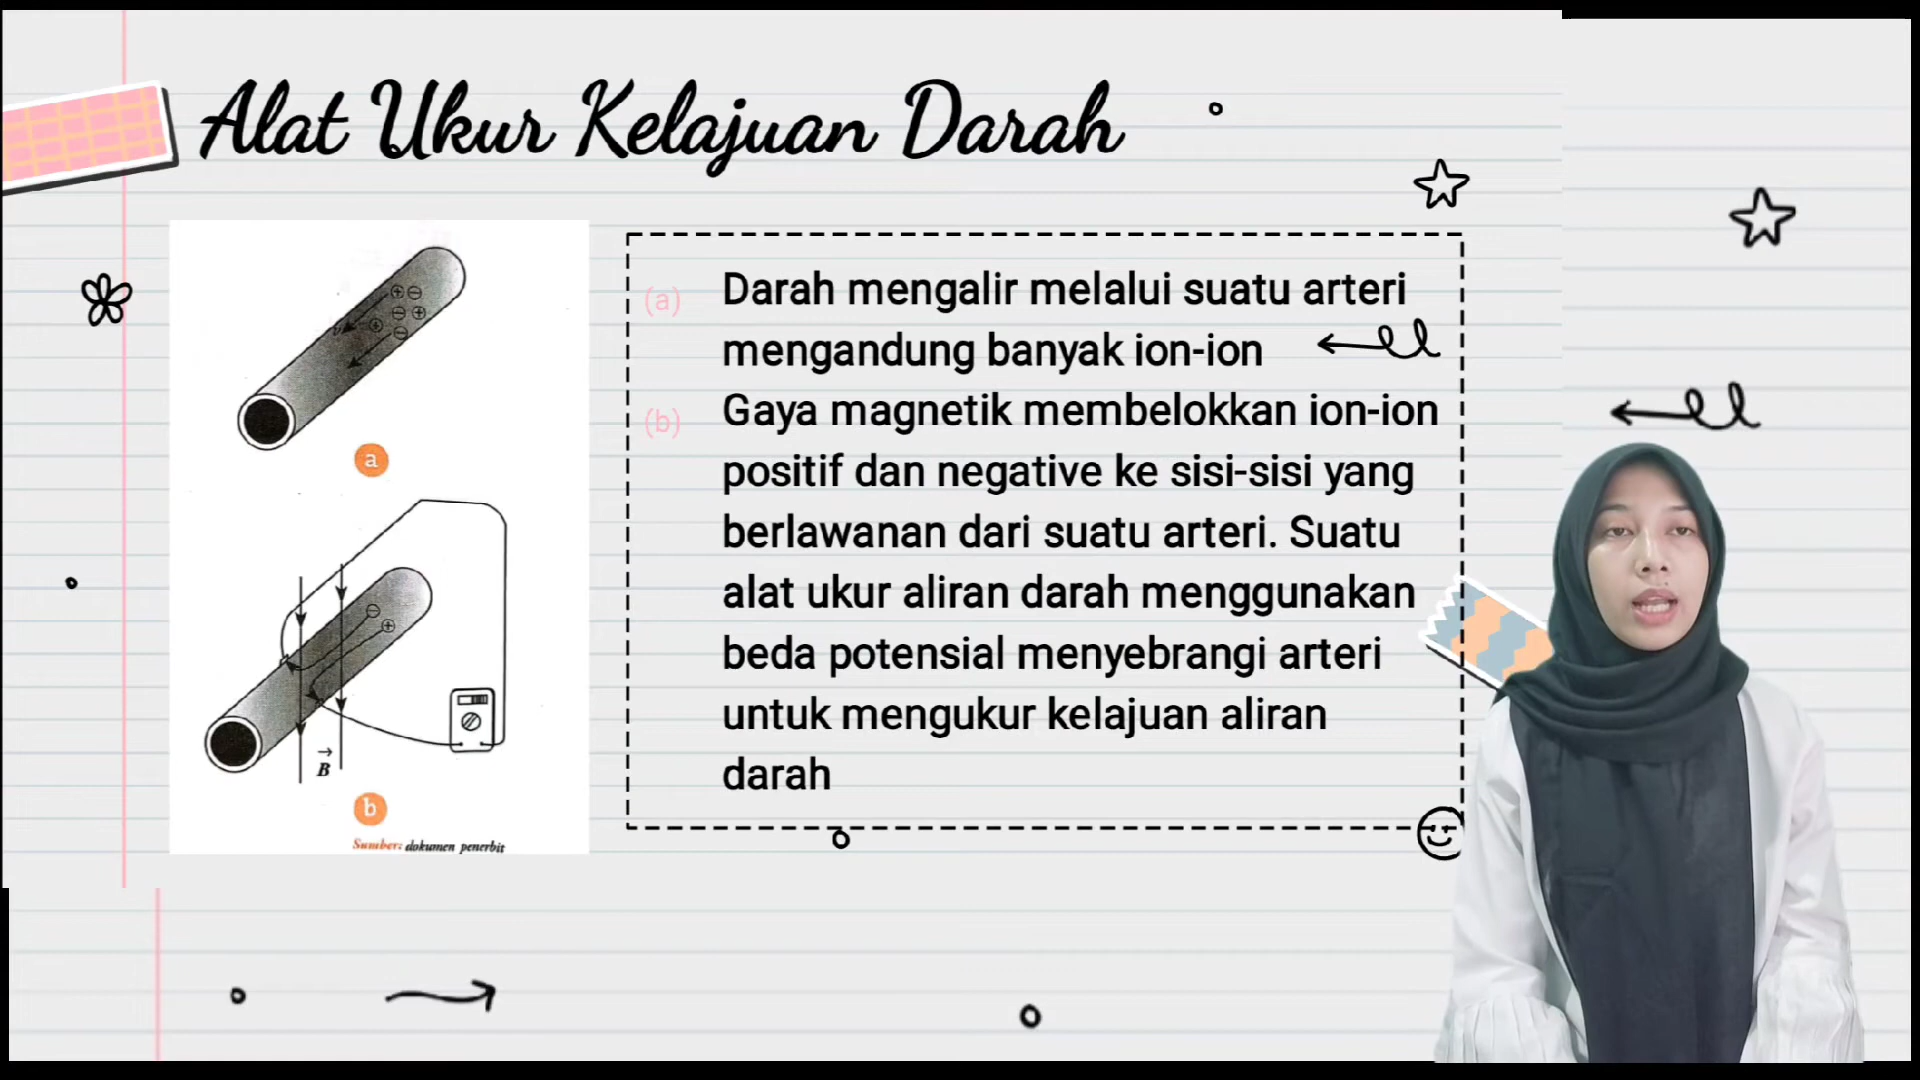 Alat Ukur Kelajuan Darah
a
B
b
Sumber: dokumen penerbit
(a) Darah mengalir melalui suatu arteri
mengandung banyak ion-ion
(b) Gaya magnetik membelokkan ion-ion
positif dan negative ke sisi-sisi yang
berlawanan dari suatu arteri. Suatu
alat ukur aliran darah menggunakan
beda potensial menyebrangi arteri
untuk mengukur kelajuan aliran
darah